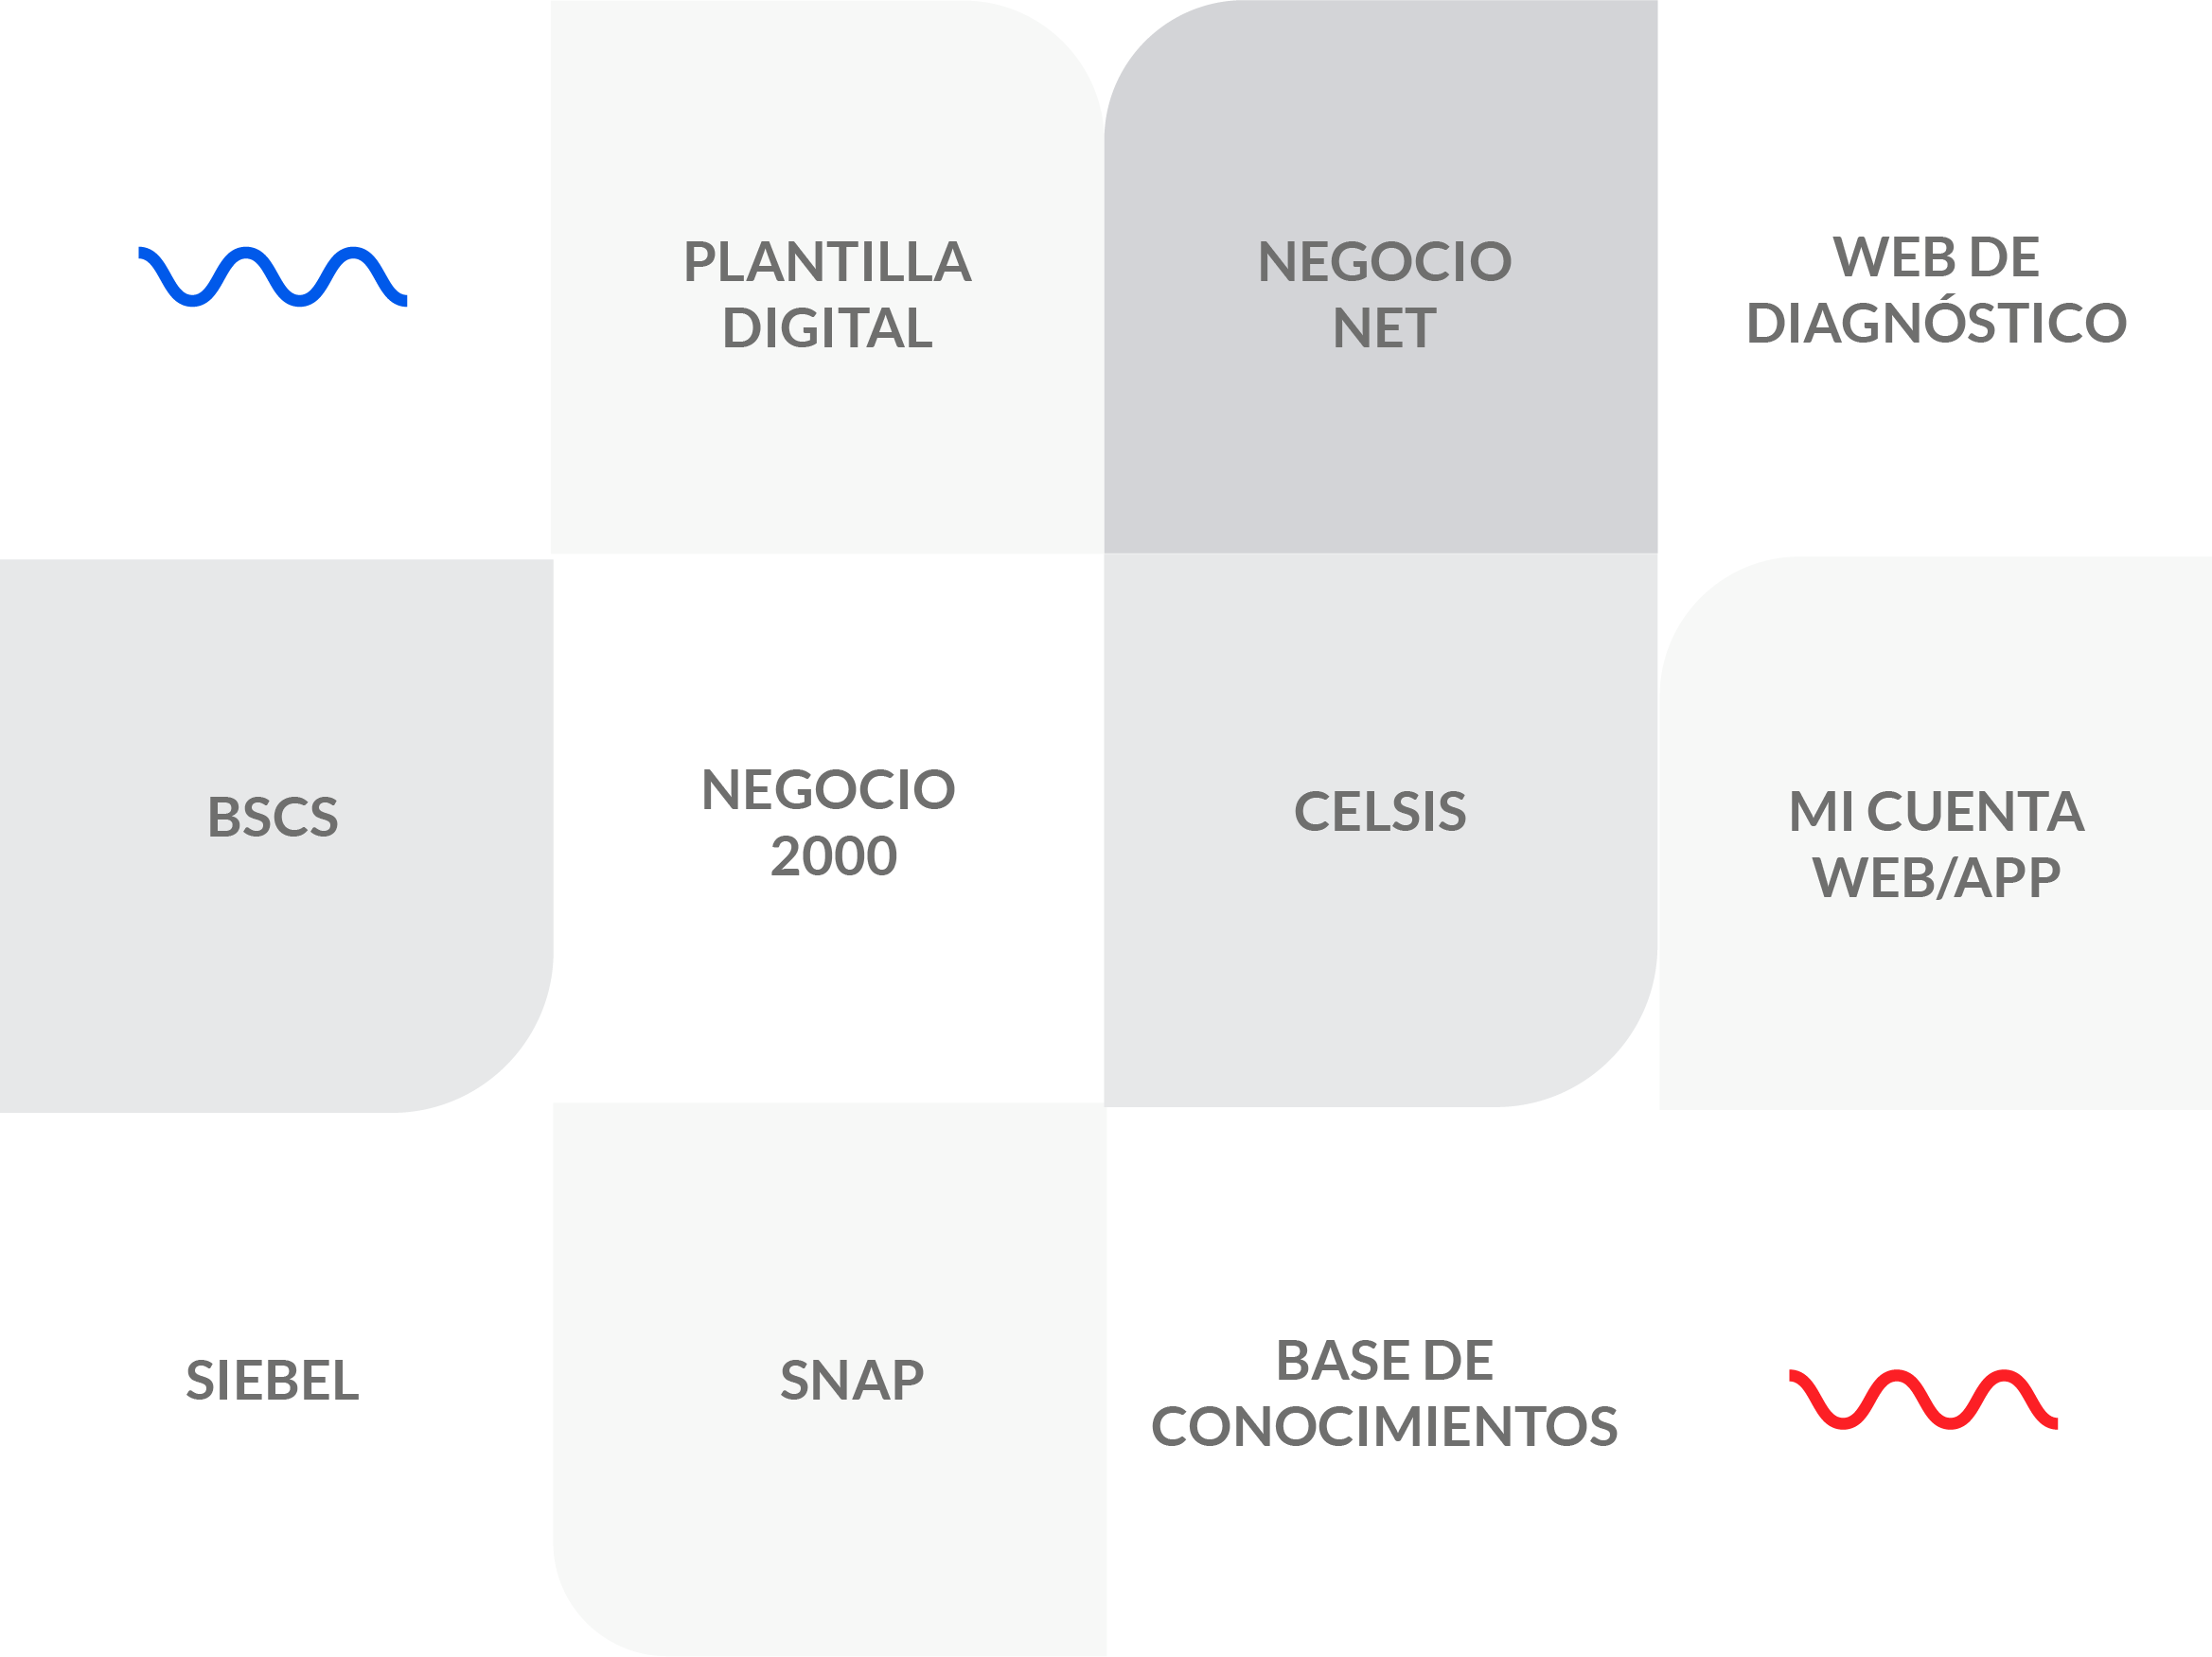 PLANTILLA
DIGITAL
NEGOCIO
NET
WEB DE
DIAGNÓSTICO
BSCS
NEGOCIO
2000
CELSIS
MI CUENTA
WEB/APP
SIEBEL
SNAP
BASE DE
CONOCIMIENTOS